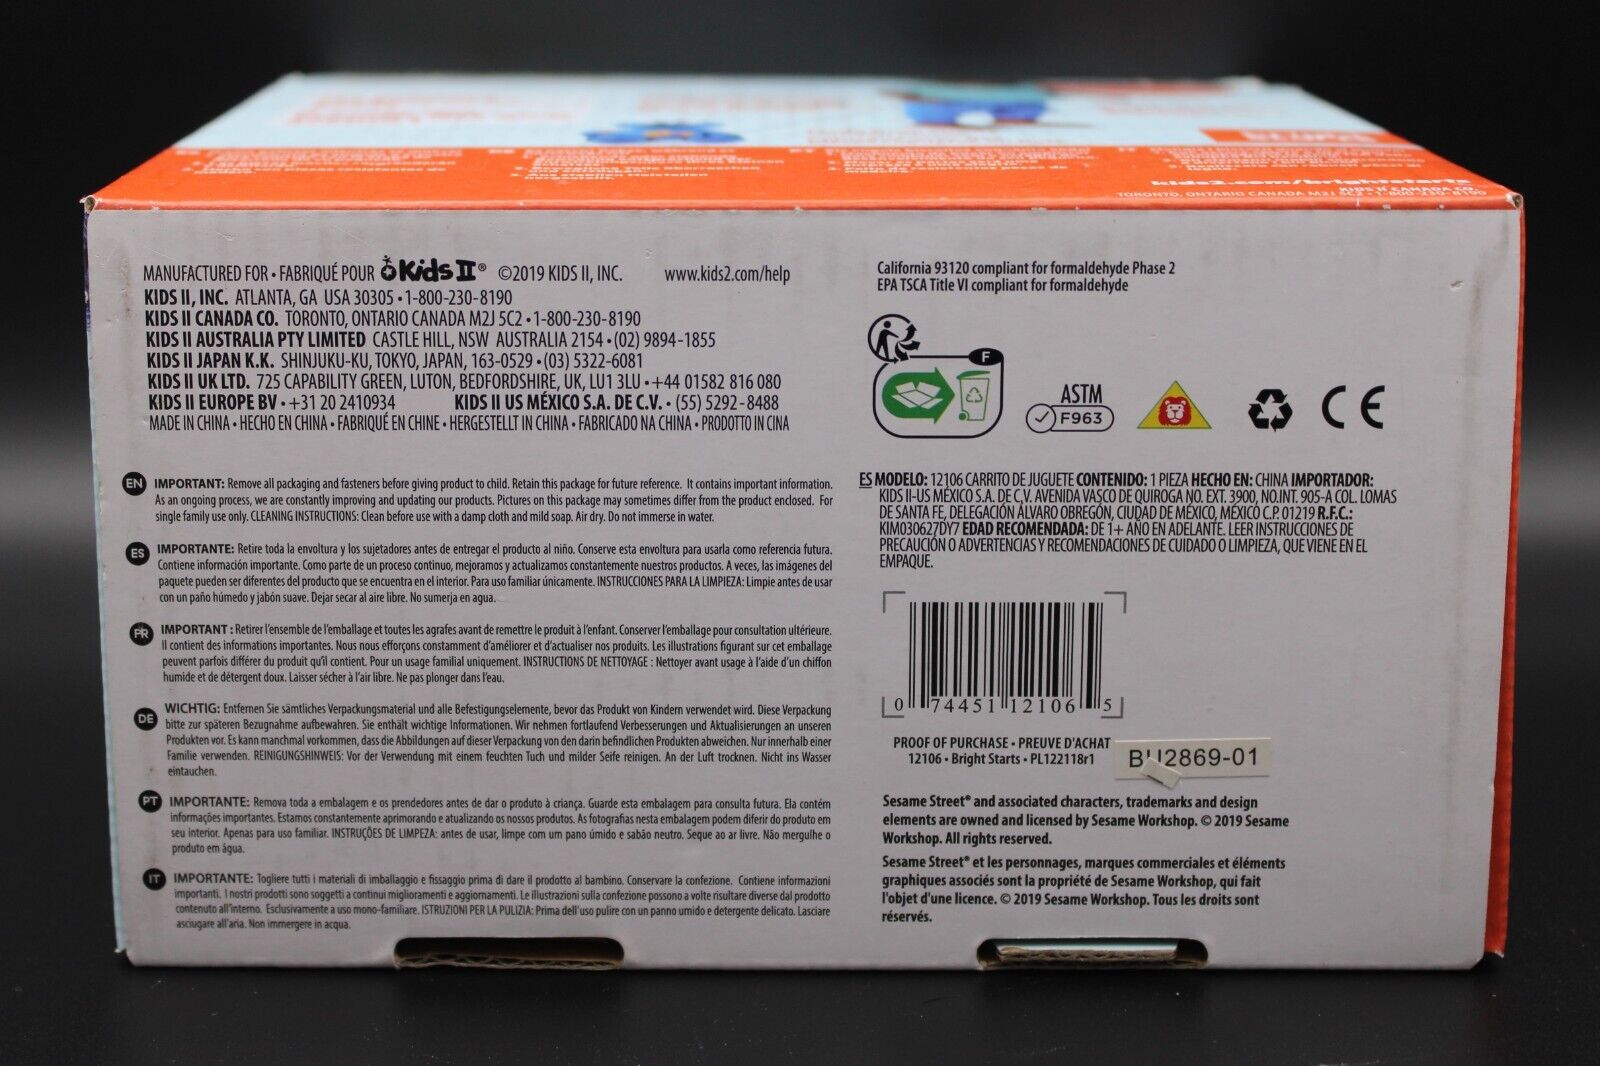 kids2.com/brightstarts
KIDS II CANADA CO.
TORONTO, ONTARIO CANADA M2J 5C2 • 1-800-230-8190
MANUFACTURED FOR • FABRIQUÉ POUR Kids II® ©2019 KIDS II, INC. www.kids2.com/help
KIDS II, INC. ATLANTA, GA USA 30305 • 1-800-230-8190
KIDS II CANADA CO. TORONTO, ONTARIO CANADA M2J 5C2 • 1-800-230-8190
KIDS II AUSTRALIA PTY LIMITED CASTLE HILL, NSW AUSTRALIA 2154 • (02) 9894-1855
KIDS II JAPAN K.K. SHINJUKU-KU, TOKYO, JAPAN, 163-0529 • (03) 5322-6081
KIDS II UK LTD. 725 CAPABILITY GREEN, LUTON, BEDFORDSHIRE, UK, LU1 3LU • +44 01582 816 080
KIDS II EUROPE BV • +31 20 2410934 KIDS II US MÉXICO S.A. DE C.V. • (55) 5292-8488
MADE IN CHINA • HECHO EN CHINA • FABRIQUÉ EN CHINE • HERGESTELLT IN CHINA • FABRICADO NA CHINA • PRODOTTO IN CINA
EN IMPORTANT: Remove all packaging and fasteners before giving product to child. Retain this package for future reference. It contains important information.
As an ongoing process, we are constantly improving and updating our products. Pictures on this package may sometimes differ from the product enclosed. For
single family use only. CLEANING INSTRUCTIONS: Clean before use with a damp cloth and mild soap. Air dry. Do not immerse in water.
ES IMPORTANTE: Retire toda la envoltura y los sujetadores antes de entregar el producto al niño. Conserve esta envoltura para usarla como referencia futura.
Contiene información importante. Como parte de un proceso continuo, mejoramos y actualizamos constantemente nuestros productos. A veces, las imágenes del
paquete pueden ser diferentes del producto que se encuentra en el interior. Para uso familiar únicamente. INSTRUCCIONES PARA LA LIMPIEZA: Limpie antes de usar
con un paño húmedo y jabón suave. Dejar secar al aire libre. No sumerja en agua.
FR IMPORTANT : Retirer l'ensemble de l'emballage et toutes les agrafes avant de remettre le produit à l'enfant. Conserver l'emballage pour consultation ultérieure.
Il contient des informations importantes. Nous nous efforçons constamment d'améliorer et d'actualiser nos produits. Les illustrations figurant sur cet emballage
peuvent parfois différer du produit qu'il contient. Pour un usage familial uniquement. INSTRUCTIONS DE NETTOYAGE : Nettoyer avant usage à l'aide d'un chiffon
humide et de détergent doux. Laisser sécher à l'air libre. Ne pas plonger dans l'eau.
DE WICHTIG: Entfernen Sie sämtliches Verpackungsmaterial und alle Befestigungselemente, bevor das Produkt von Kindern verwendet wird. Diese Verpackung
bitte zur späteren Bezugnahme aufbewahren. Sie enthält wichtige Informationen. Wir nehmen fortlaufend Verbesserungen und Aktualisierungen an unseren
Produkten vor. Es kann manchmal vorkommen, dass die Abbildungen auf dieser Verpackung von den darin befindlichen Produkten abweichen. Nur innerhalb einer
Familie verwenden. REINIGUNGSHINWEIS: Vor der Verwendung mit einem feuchten Tuch und milder Seife reinigen. An der Luft trocknen. Nicht ins Wasser
eintauchen.
PT IMPORTANTE: Remova toda a embalagem e os prendedores antes de dar o produto à criança. Guarde esta embalagem para consulta futura. Ela contém
informações importantes. Estamos constantemente aprimorando e atualizando os nossos produtos. As fotografias nesta embalagem podem diferir do produto em
seu interior. Apenas para uso familiar. INSTRUÇÕES DE LIMPEZA: antes de usar, limpe com um pano úmido e sabão neutro. Seque ao ar livre. Não mergulhe o
produto em água.
IT IMPORTANTE: Togliere tutti i materiali di imballaggio e fissaggio prima di dare il prodotto al bambino. Conservare la confezione. Contiene informazioni
importanti. I nostri prodotti sono soggetti a continui miglioramenti e aggiornamenti. Le illustrazioni sulla confezione possono a volte risultare diverse dal prodotto
contenuto all'interno. Esclusivamente a uso mono-familiare. ISTRUZIONI PER LA PULIZIA: Prima dell'uso pulire con un panno umido e detergente delicato. Lasciare
asciugare all'aria. Non immergere in acqua.
California 93120 compliant for formaldehyde Phase 2
EPA TSCA Title VI compliant for formaldehyde
F
ASTM
F963
CE
ES MODELO: 12106 CARRITO DE JUGUETE CONTENIDO: 1 PIEZA HECHO EN: CHINA IMPORTADOR:
KIDS II-US MÉXICO S.A. DE C.V. AVENIDA VASCO DE QUIROGA NO. EXT. 3900, NO.INT. 905-A COL. LOMAS
DE SANTA FE, DELEGACIÓN ÁLVARO OBREGÓN, CIUDAD DE MÉXICO, MÉXICO C.P. 01219 R.F.C.:
KIM030627DY7 EDAD RECOMENDADA: DE 1+ AÑO EN ADELANTE. LEER INSTRUCCIONES DE
PRECAUCIÓN O ADVERTENCIAS Y RECOMENDACIONES DE CUIDADO O LIMPIEZA, QUE VIENE EN EL
EMPAQUE.
0 74451 12106 5
PROOF OF PURCHASE • PREUVE D'ACHAT
12106 • Bright Starts • PL122118r1
BU2869-01
Sesame Street® and associated characters, trademarks and design
elements are owned and licensed by Sesame Workshop. © 2019 Sesame
Workshop. All rights reserved.
Sesame Street® et les personnages, marques commerciales et éléments
graphiques associés sont la propriété de Sesame Workshop, qui fait
l'objet d'une licence. © 2019 Sesame Workshop. Tous les droits sont
réservés.